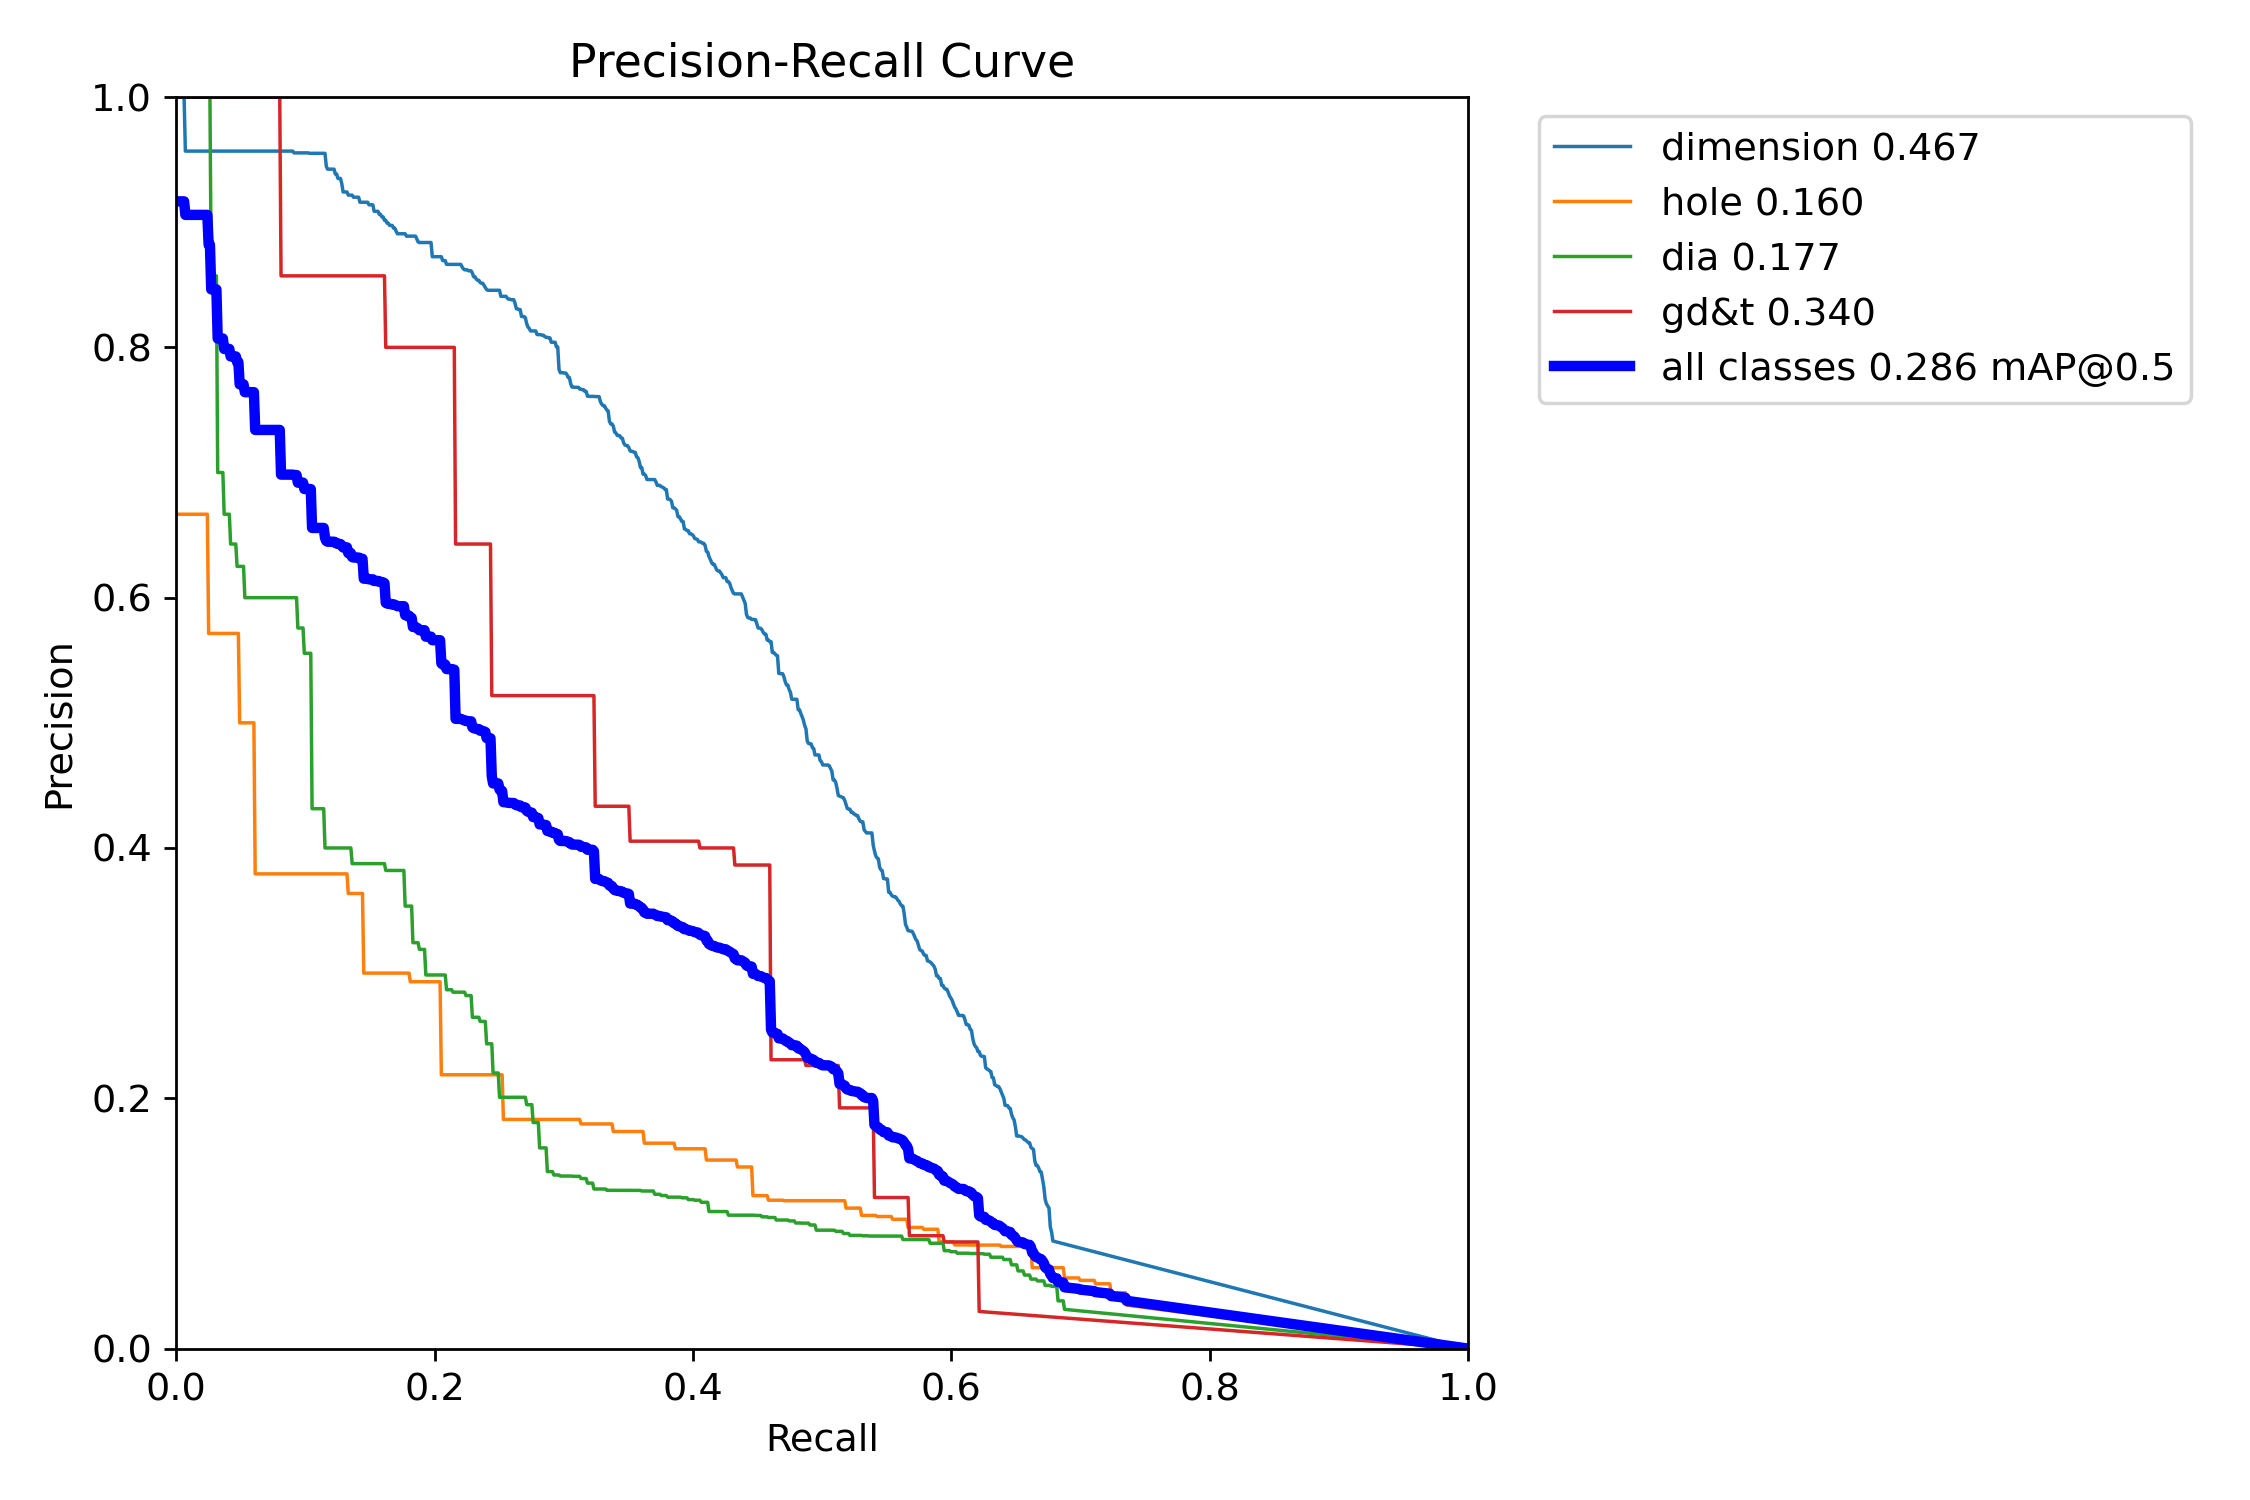 Precision-Recall Curve
1.0
0.8
0.6
0.4
0.2
0.0
Precision
0.0 0.2 0.4 0.6 0.8 1.0
Recall
dimension 0.467
hole 0.160
dia 0.177
gd&t 0.340
all classes 0.286 mAP@0.5